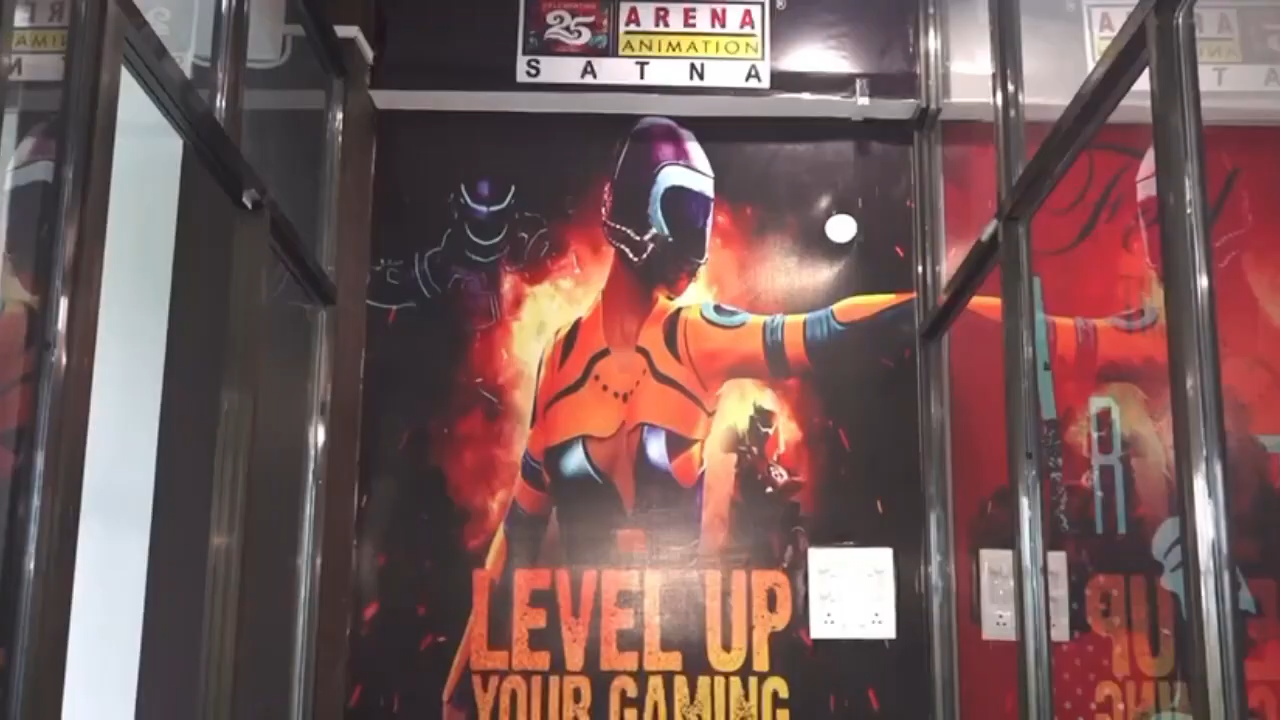 CELEBRATING
25
ARENA
ANIMATION
SATNA
LEVEL UP
YOUR GAMING